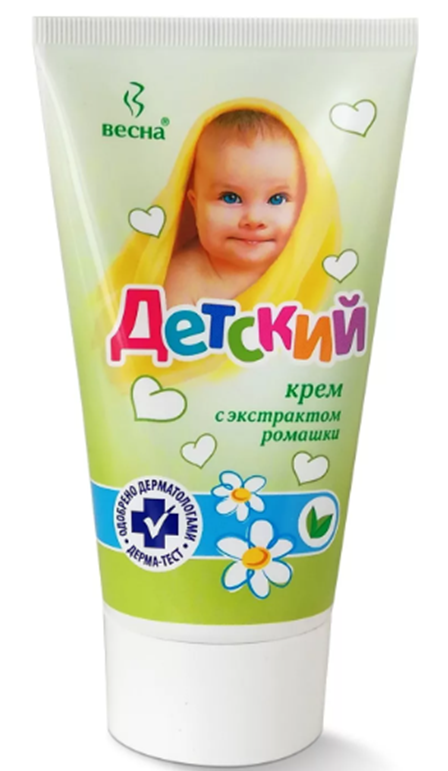 ВЕСНА®
Детский
крем
с экстрактом
ромашки
ОДОБРЕНО ДЕРМАТОЛОГАМИ
• ДЕРМА-ТЕСТ •